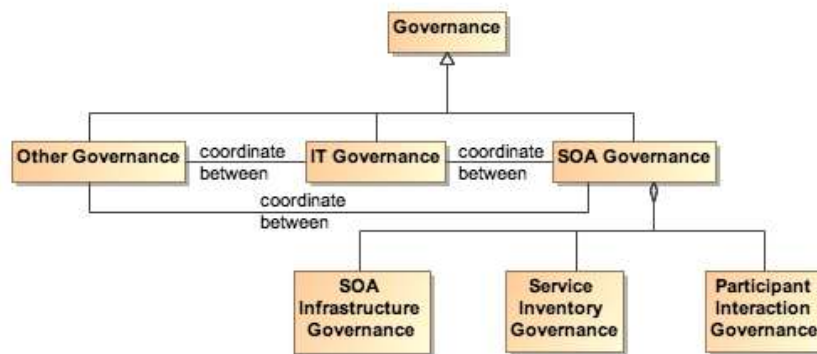 Governance
Other Governance
coordinate
between
IT Governance
coordinate
between
SOA Governance
coordinate
between
SOA
Infrastructure
Governance
Service
Inventory
Governance
Participant
Interaction
Governance